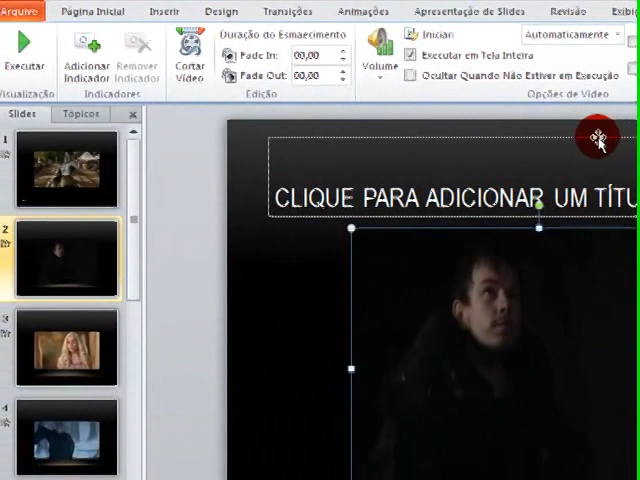 Arquivo Página Inicial Inserir Design Transições Animações Apresentação de Slides Revisão Exibiç
Executar
Adicionar Indicador
Remover Indicador
Cortar Vídeo
Duração do Esmaecimento
Fade In: 00,00
Fade Out: 00,00
Volume
Iniciar: Automaticamente
Executar em Tela Inteira
Ocultar Quando Não Estiver em Execução
Visualização Indicadores Edição Opções de Vídeo
Slides Tópicos
1
2
3
4
CLIQUE PARA ADICIONAR UM TÍTU